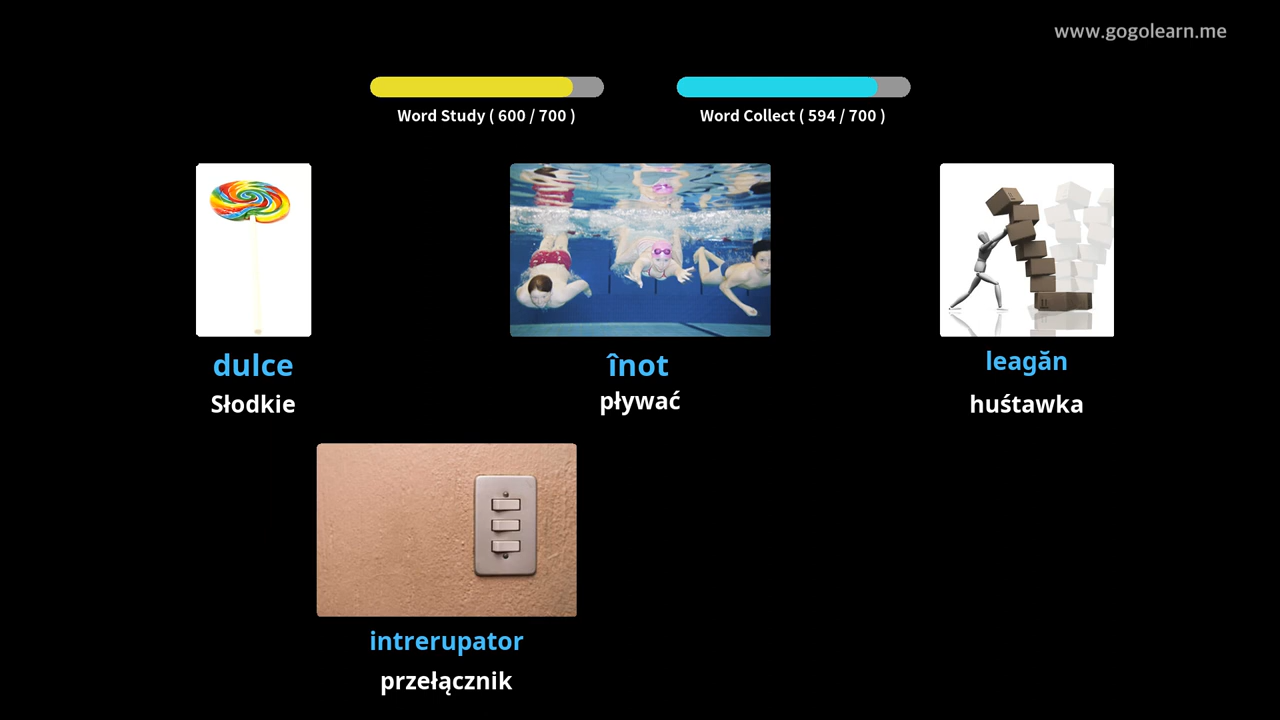 www.gogolearn.me
Word Study ( 600 / 700 )
Word Collect ( 594 / 700 )
dulce
Słodkie
înot
pływać
leagăn
huśtawka
intrerupator
przełącznik